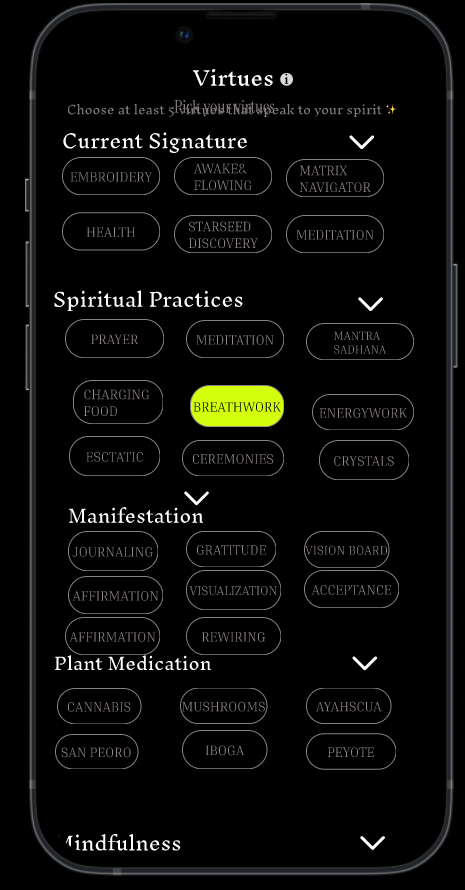 Virtues i
Pick your virtues
Choose at least 5 virtues that speak to your spirit ✨
Current Signature
EMBROIDERY
AWAKE&
FLOWING
MATRIX
NAVIGATOR
HEALTH
STARSEED
DISCOVERY
MEDITATION
Spiritual Practices
PRAYER
MEDITATION
MANTRA
SADHANA
CHARGING
FOOD
BREATHWORK
ENERGYWORK
ESCTATIC
CEREMONIES
CRYSTALS
Manifestation
JOURNALING
GRATITUDE
VISION BOARD
AFFIRMATION
VISUALIZATION
ACCEPTANCE
AFFIRMATION
REWIRING
Plant Medication
CANNABIS
MUSHROOMS
AYAHSCUA
SAN PEORO
IBOGA
PEYOTE
Mindfulness